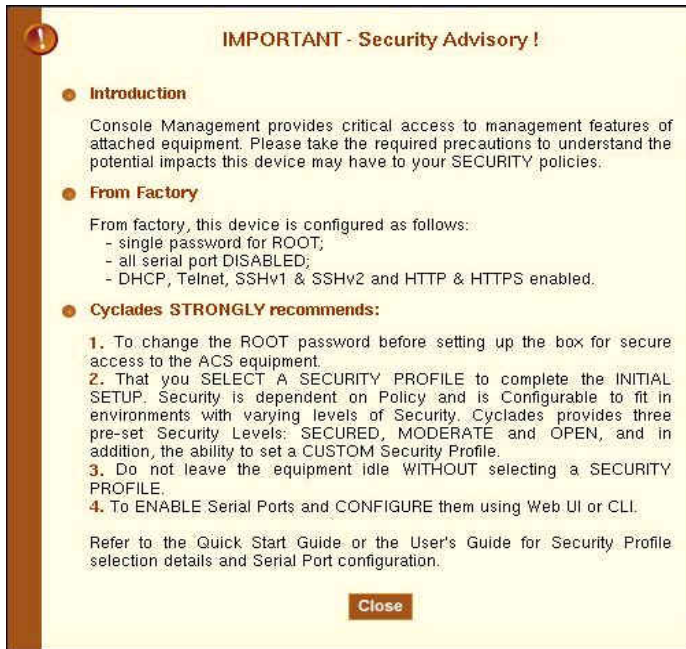 IMPORTANT - Security Advisory !
Introduction
Console Management provides critical access to management features of
attached equipment. Please take the required precautions to understand the
potential impacts this device may have to your SECURITY policies.
From Factory
From factory, this device is configured as follows:
- single password for ROOT;
- all serial port DISABLED;
- DHCP, Telnet, SSHv1 & SSHv2 and HTTP & HTTPS enabled.
Cyclades STRONGLY recommends:
1. To change the ROOT password before setting up the box for secure
access to the ACS equipment.
2. That you SELECT A SECURITY PROFILE to complete the INITIAL
SETUP. Security is dependent on Policy and is Configurable to fit in
environments with varying levels of Security. Cyclades provides three
pre-set Security Levels: SECURED, MODERATE and OPEN, and in
addition, the ability to set a CUSTOM Security Profile.
3. Do not leave the equipment idle WITHOUT selecting a SECURITY
PROFILE.
4. To ENABLE Serial Ports and CONFIGURE them using Web UI or CLI.
Refer to the Quick Start Guide or the User's Guide for Security Profile
selection details and Serial Port configuration.
Close